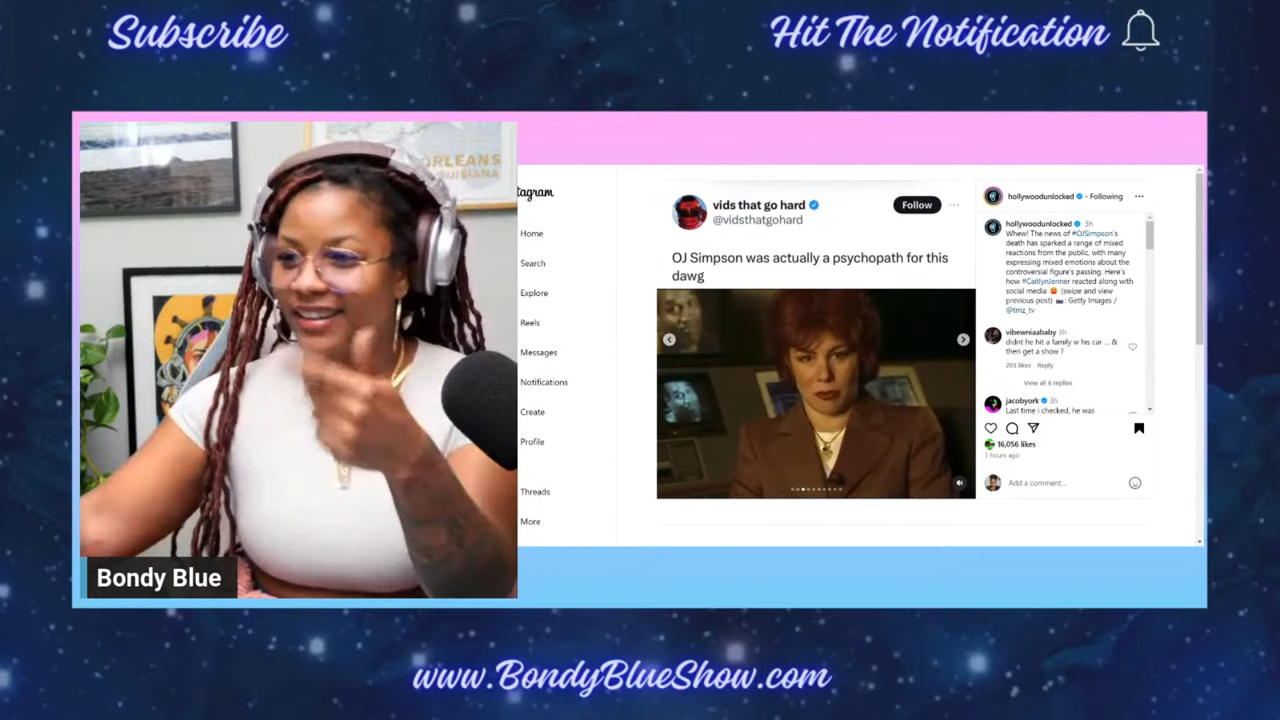 Subscribe
Hit The Notification
ORLEANS
LOUISIANA
tagram
Home
Search
Explore
Reels
Messages
Notifications
Create
Profile
Threads
More
vids that go hard
@vidsthatgohard
Follow
OJ Simpson was actually a psychopath for this
dawg
hollywoodunlocked • Following
hollywoodunlocked 3h
Whew! The news of #OJSimpson's
death has sparked a range of mixed
reactions from the public, with many
expressing mixed emotions about the
controversial figure's passing. Here's
how #CaitlynJenner reacted along with
social media 😩 (swipe and view
previous post) 📷: Getty Images /
@tmz_tv
vibewniaababy 3h
didnt he hit a family w his car ... &
then get a show ?
203 likes Reply
View all 6 replies
jacobyork 3h
Last time i checked, he was
16,056 likes
3 hours ago
Add a comment...
Bondy Blue
www.BondyBlueShow.com